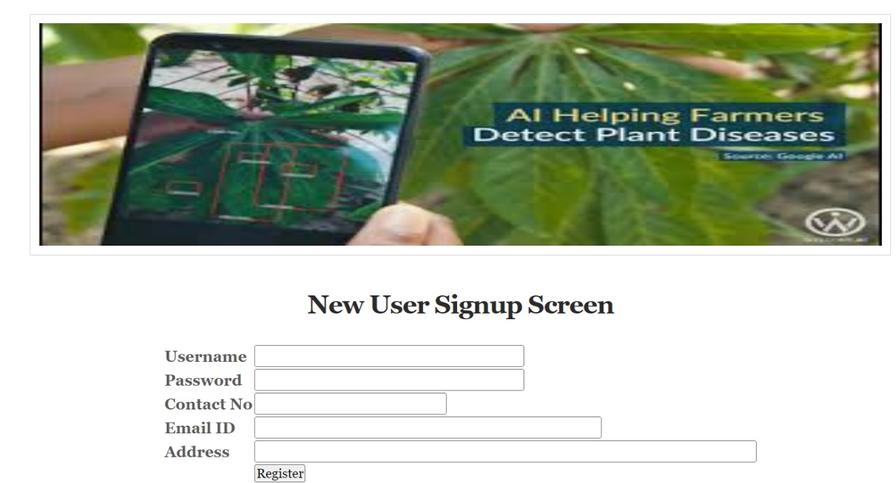 AI Helping Farmers
Detect Plant Diseases
Source: Google AI
New User Signup Screen
Username
Password
Contact No
Email ID
Address
Register